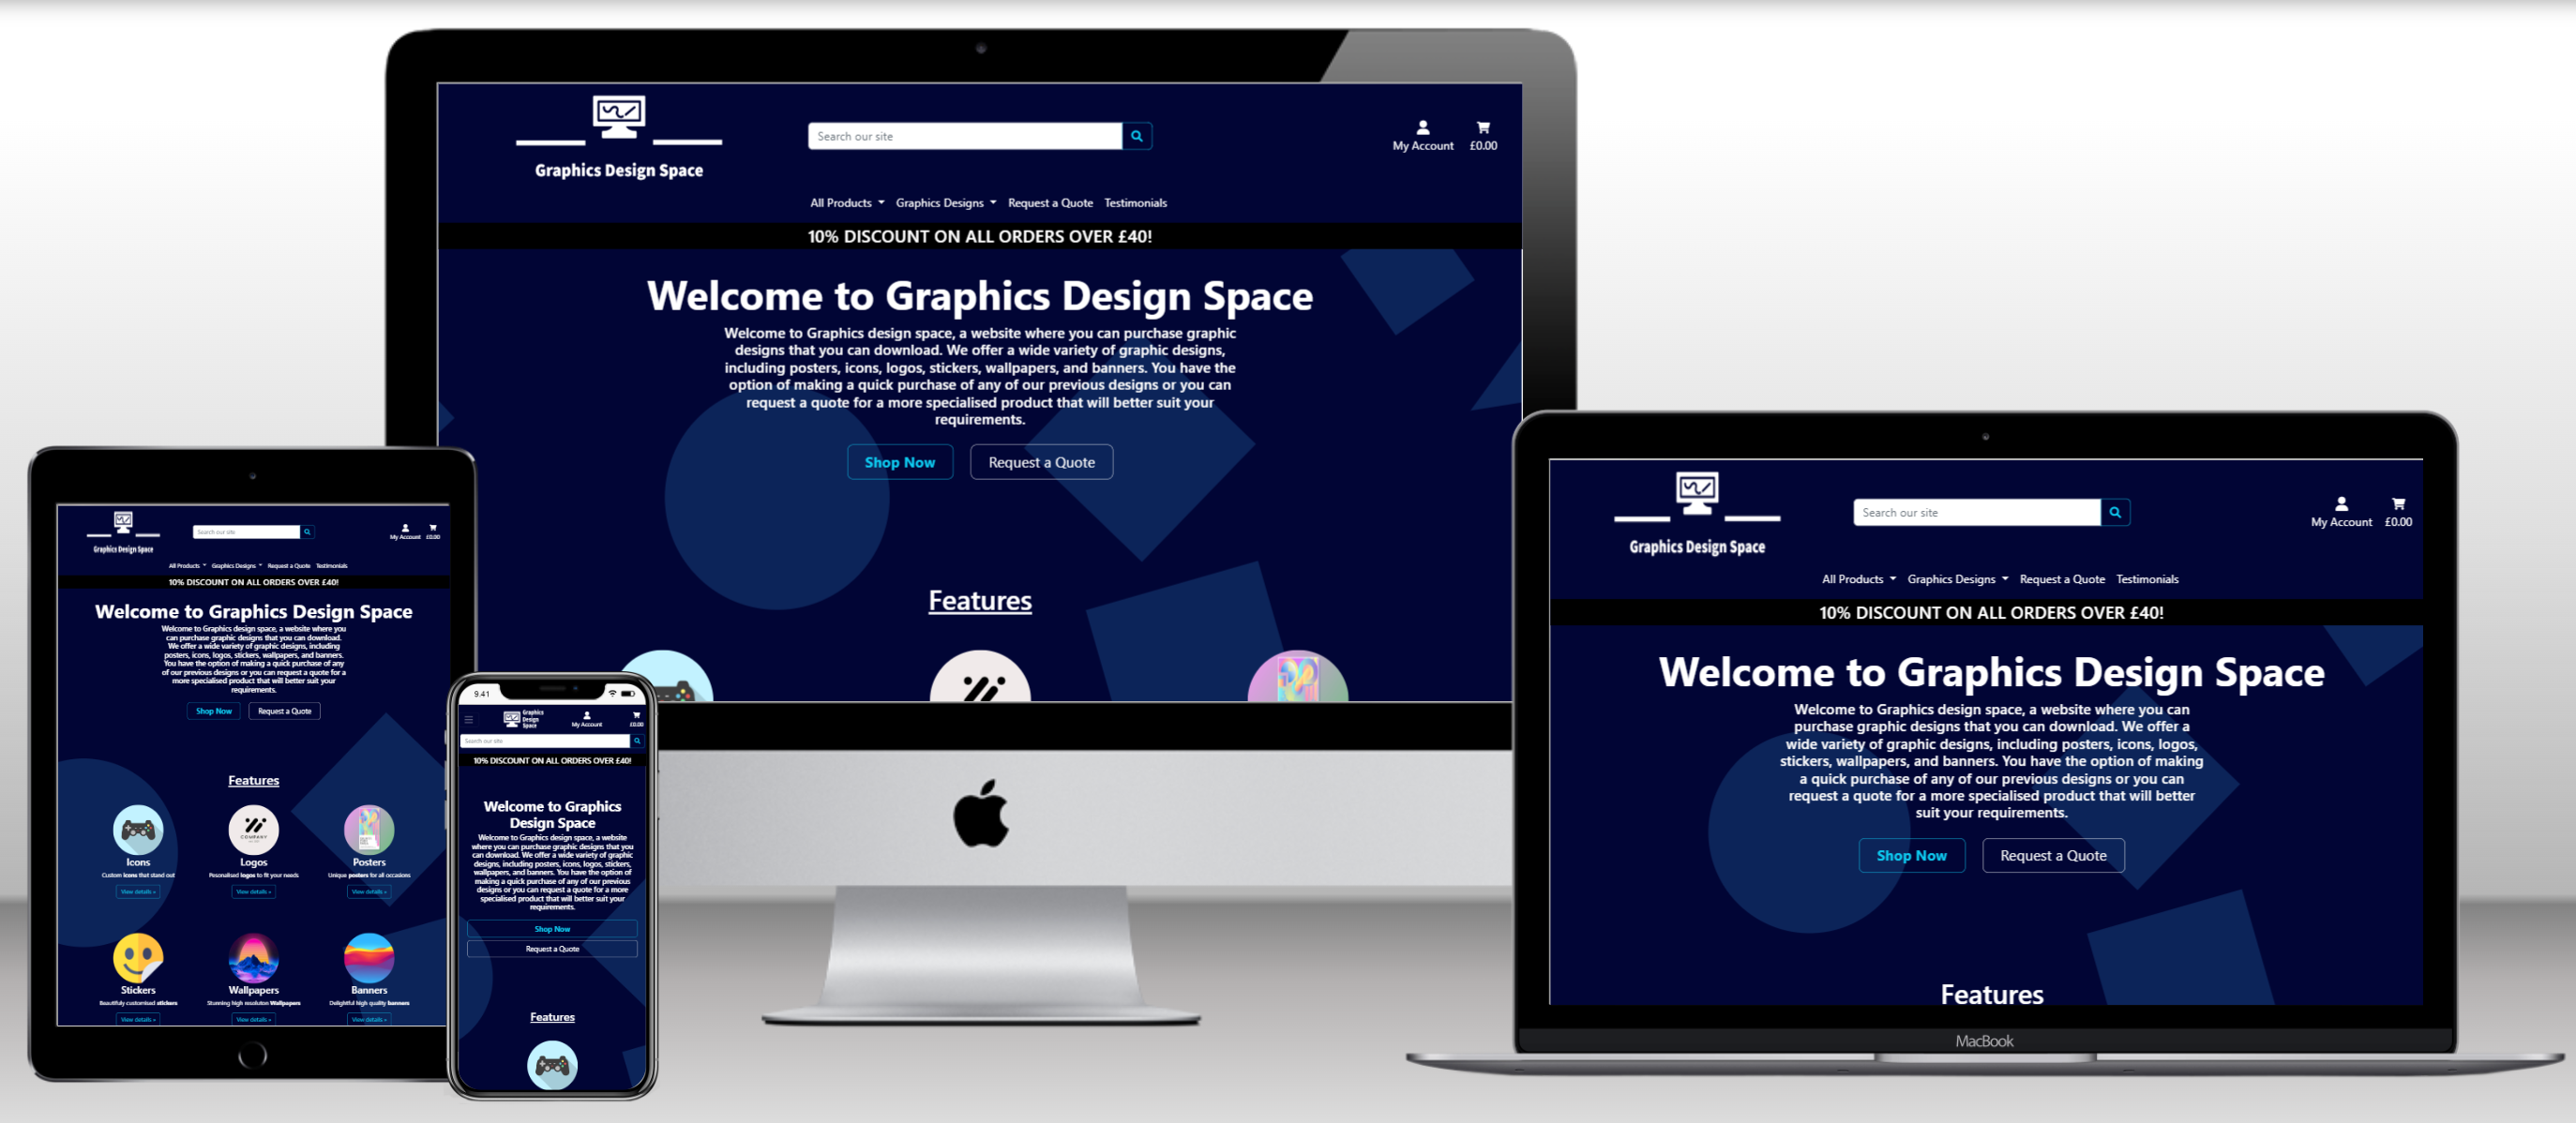 Graphics Design Space
Search our site
My Account £0.00
All Products Graphics Designs Request a Quote Testimonials
10% DISCOUNT ON ALL ORDERS OVER £40!
Welcome to Graphics Design Space
Welcome to Graphics design space, a website where you can purchase graphic
designs that you can download. We offer a wide variety of graphic designs,
including posters, icons, logos, stickers, wallpapers, and banners. You have the
option of making a quick purchase of any of our previous designs or you can
request a quote for a more specialised product that will better suit your
requirements.
Shop Now Request a Quote
Features
Graphics Design Space
Search our site
My Account £0.00
All Products Graphics Designs Request a Quote Testimonials
10% DISCOUNT ON ALL ORDERS OVER £40!
Welcome to Graphics Design Space
Welcome to Graphics design space, a website where you
can purchase graphic designs that you can download.
We offer a wide variety of graphic designs, including
posters, icons, logos, stickers, wallpapers, and banners.
You have the option of making a quick purchase of any
of our previous designs or you can request a quote for a
more specialised product that will better suit your
requirements.
Shop Now Request a Quote
Features
COMPANY
Icons Logos Posters
Custom icons that stand out Pesonalised logos to fit your needs Unique posters for all occasions
View details » View details » View details »
Stickers Wallpapers Banners
Beautifuly customised stickers Stunning high resoluton Wallpapers Delightful high quality banners
View details » View details » View details »
9.41
Graphics
Design
Space
My Account £0.00
Search our site
10% DISCOUNT ON ALL ORDERS OVER £40!
Welcome to Graphics
Design Space
Welcome to Graphics design space, a website
where you can purchase graphic designs that you
can download. We offer a wide variety of graphic
designs, including posters, icons, logos, stickers,
wallpapers, and banners. You have the option of
making a quick purchase of any of our previous
designs or you can request a quote for a more
specialised product that will better suit your
requirements.
Shop Now
Request a Quote
Features
Graphics Design Space
Search our site
My Account £0.00
All Products Graphics Designs Request a Quote Testimonials
10% DISCOUNT ON ALL ORDERS OVER £40!
Welcome to Graphics Design Space
Welcome to Graphics design space, a website where you can
purchase graphic designs that you can download. We offer a
wide variety of graphic designs, including posters, icons, logos,
stickers, wallpapers, and banners. You have the option of making
a quick purchase of any of our previous designs or you can
request a quote for a more specialised product that will better
suit your requirements.
Shop Now Request a Quote
Features
MacBook